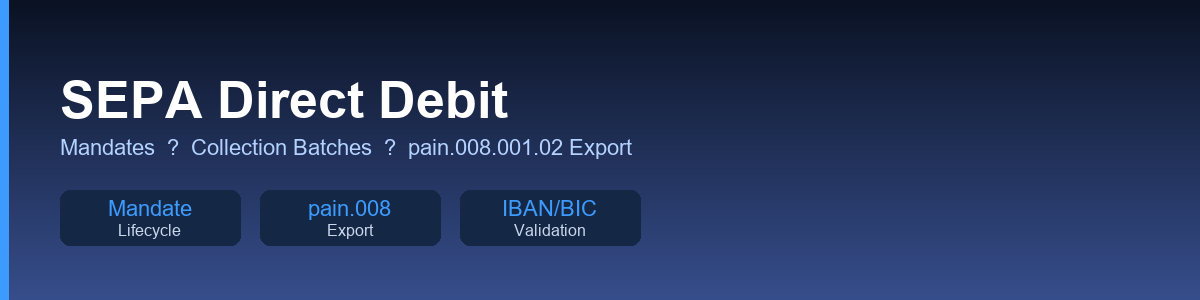 SEPA Direct Debit
Mandates ? Collection Batches ? pain.008.001.02 Export
Mandate
Lifecycle
pain.008
Export
IBAN/BIC
Validation